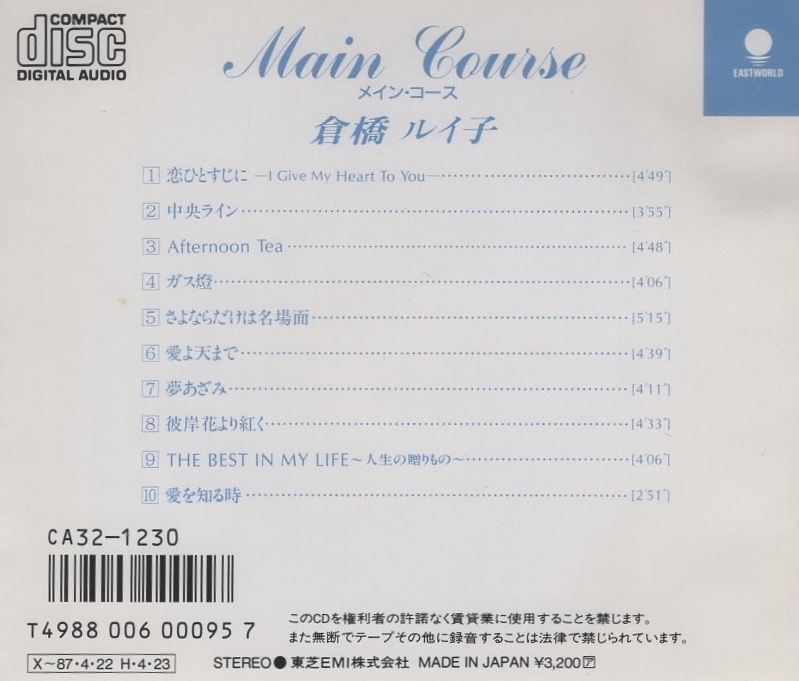 COMPACT
disc
DIGITAL AUDIO
Main Course
メイン・コース
倉橋 ルイ子
EASTWORLD
1 恋ひとすじに —I Give My Heart To You— [4'49"]
2 中央ライン [3'55"]
3 Afternoon Tea [4'48"]
4 ガス燈 [4'06"]
5 さよならだけは名場面 [5'15"]
6 愛よ天まで [4'39"]
7 夢あざみ [4'11"]
8 彼岸花より紅く [4'33"]
9 THE BEST IN MY LIFE～人生の贈りもの～ [4'06"]
10 愛を知る時 [2'51"]
CA32-1230
T4988 006 00095 7
このCDを権利者の許諾なく賃貸業に使用することを禁じます。
また無断でテープその他に録音することは法律で禁じられています。
X～87・4・22 H・4・23
STEREO● 東芝EMI株式会社 MADE IN JAPAN ¥3,200ア